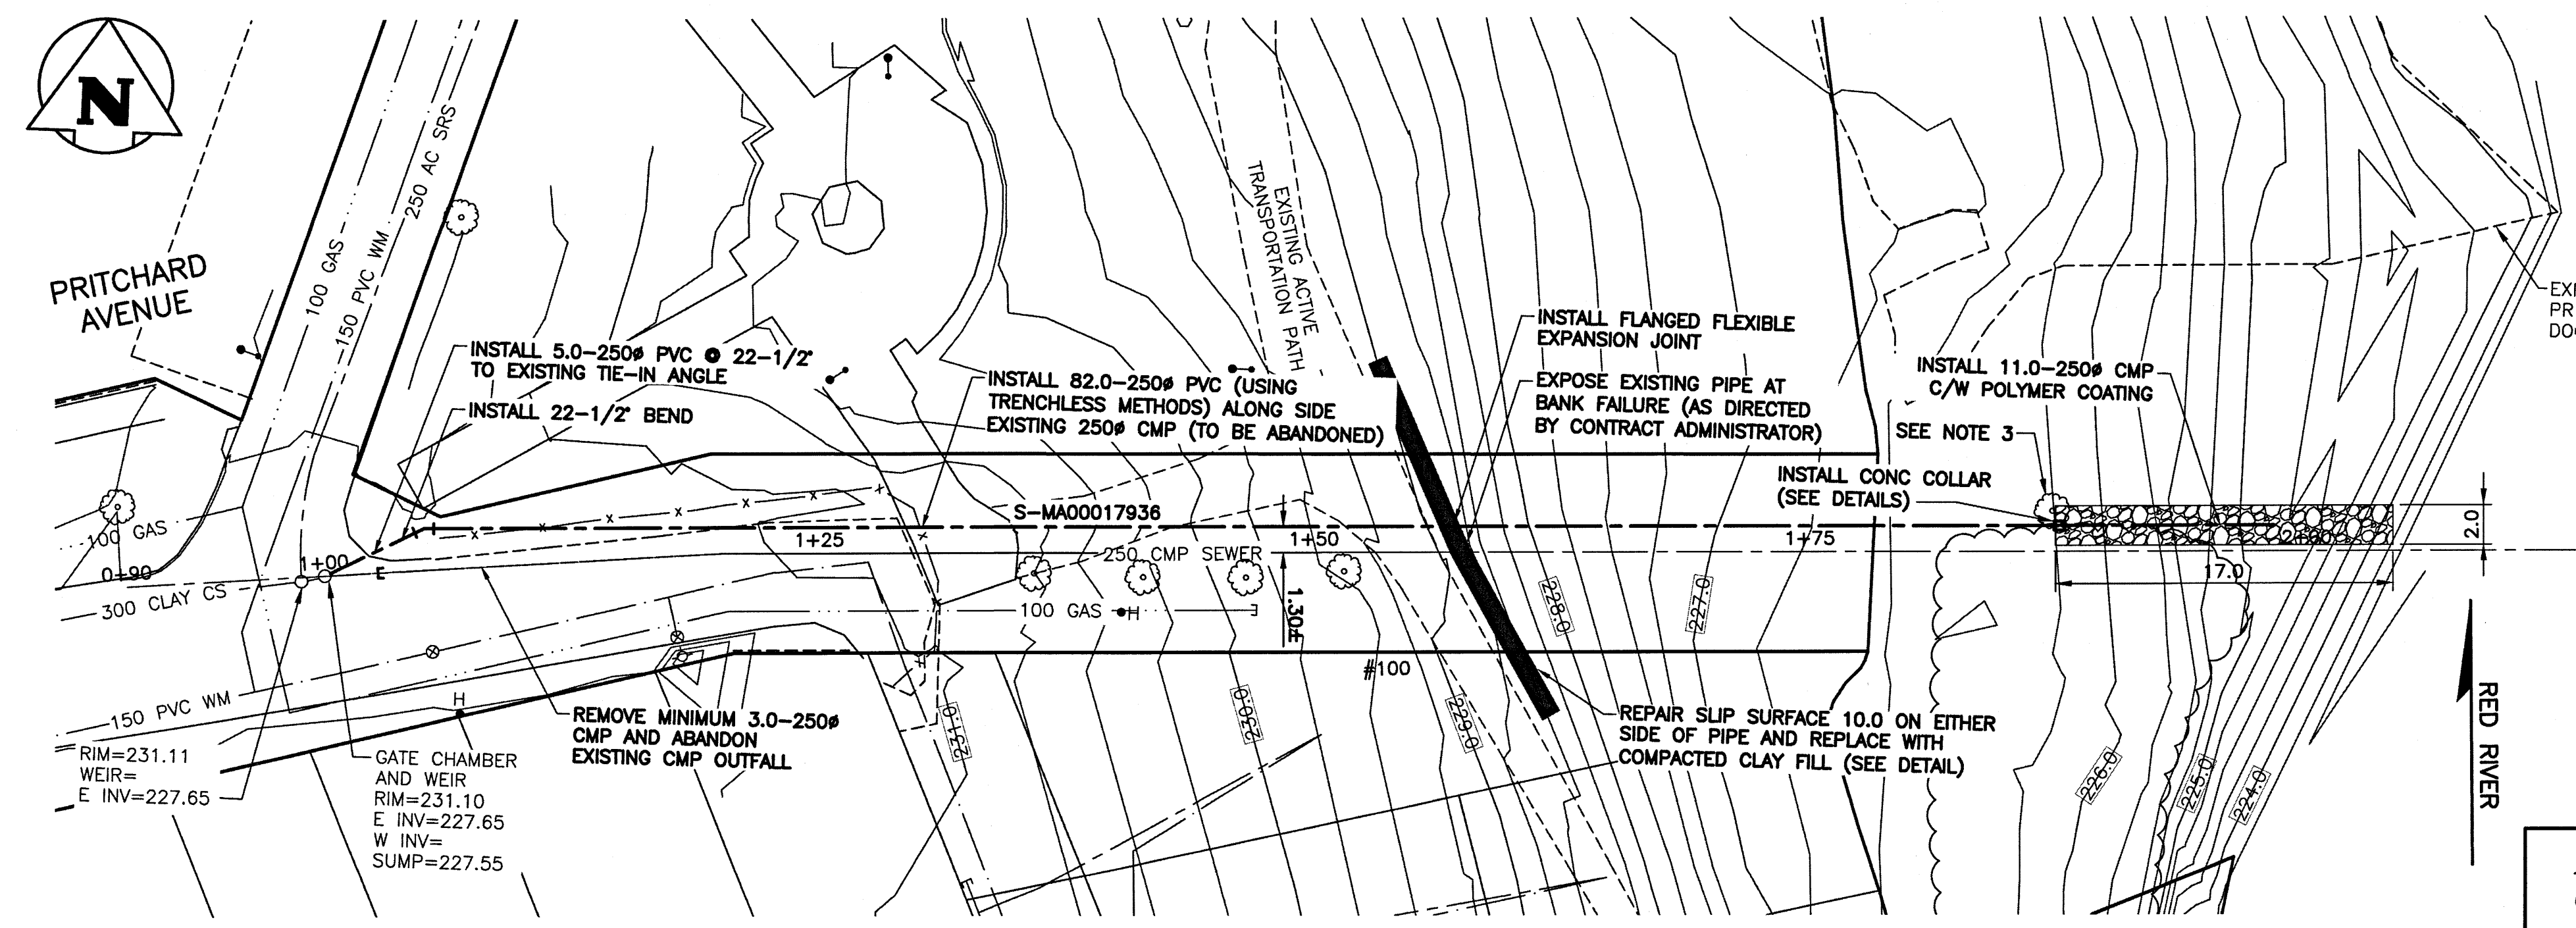 N
PRITCHARD
AVENUE
100 GAS
150 PVC WM
250 AC SRS
INSTALL 5.0-250ø PVC @ 22-1/2°
TO EXISTING TIE-IN ANGLE
INSTALL 22-1/2° BEND
INSTALL 82.0-250ø PVC (USING
TRENCHLESS METHODS) ALONG SIDE
EXISTING 250ø CMP (TO BE ABANDONED)
EXISTING ACTIVE
TRANSPORTATION PATH
INSTALL FLANGED FLEXIBLE
EXPANSION JOINT
EXPOSE EXISTING PIPE AT
BANK FAILURE (AS DIRECTED
BY CONTRACT ADMINISTRATOR)
INSTALL 11.0-250ø CMP
C/W POLYMER COATING
SEE NOTE 3
INSTALL CONC COLLAR
(SEE DETAILS)
S-MA00017936
100 GAS
0+90
1+00
E
1+25
1+50
1+75
250 CMP SEWER
300 CLAY CS
100 GAS
H
E
1.30±
#100
2.0
17.0
150 PVC WM
H
RIM=231.11
WEIR=
E INV=227.65
GATE CHAMBER
AND WEIR
RIM=231.10
E INV=227.65
W INV=
SUMP=227.55
REMOVE MINIMUM 3.0-250ø
CMP AND ABANDON
EXISTING CMP OUTFALL
REPAIR SLIP SURFACE 10.0 ON EITHER
SIDE OF PIPE AND REPLACE WITH
COMPACTED CLAY FILL (SEE DETAIL)
231.0
230.0
229.0
228.0
227.0
226.0
225.0
224.0
RED RIVER